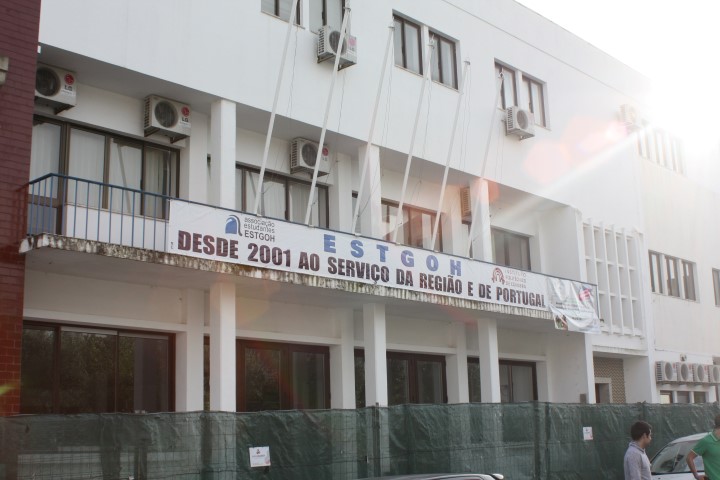 associação
estudantes
ESTGOH
ESTGOH
DESDE 2001 AO SERVIÇO DA REGIÃO E DE PORTUGAL